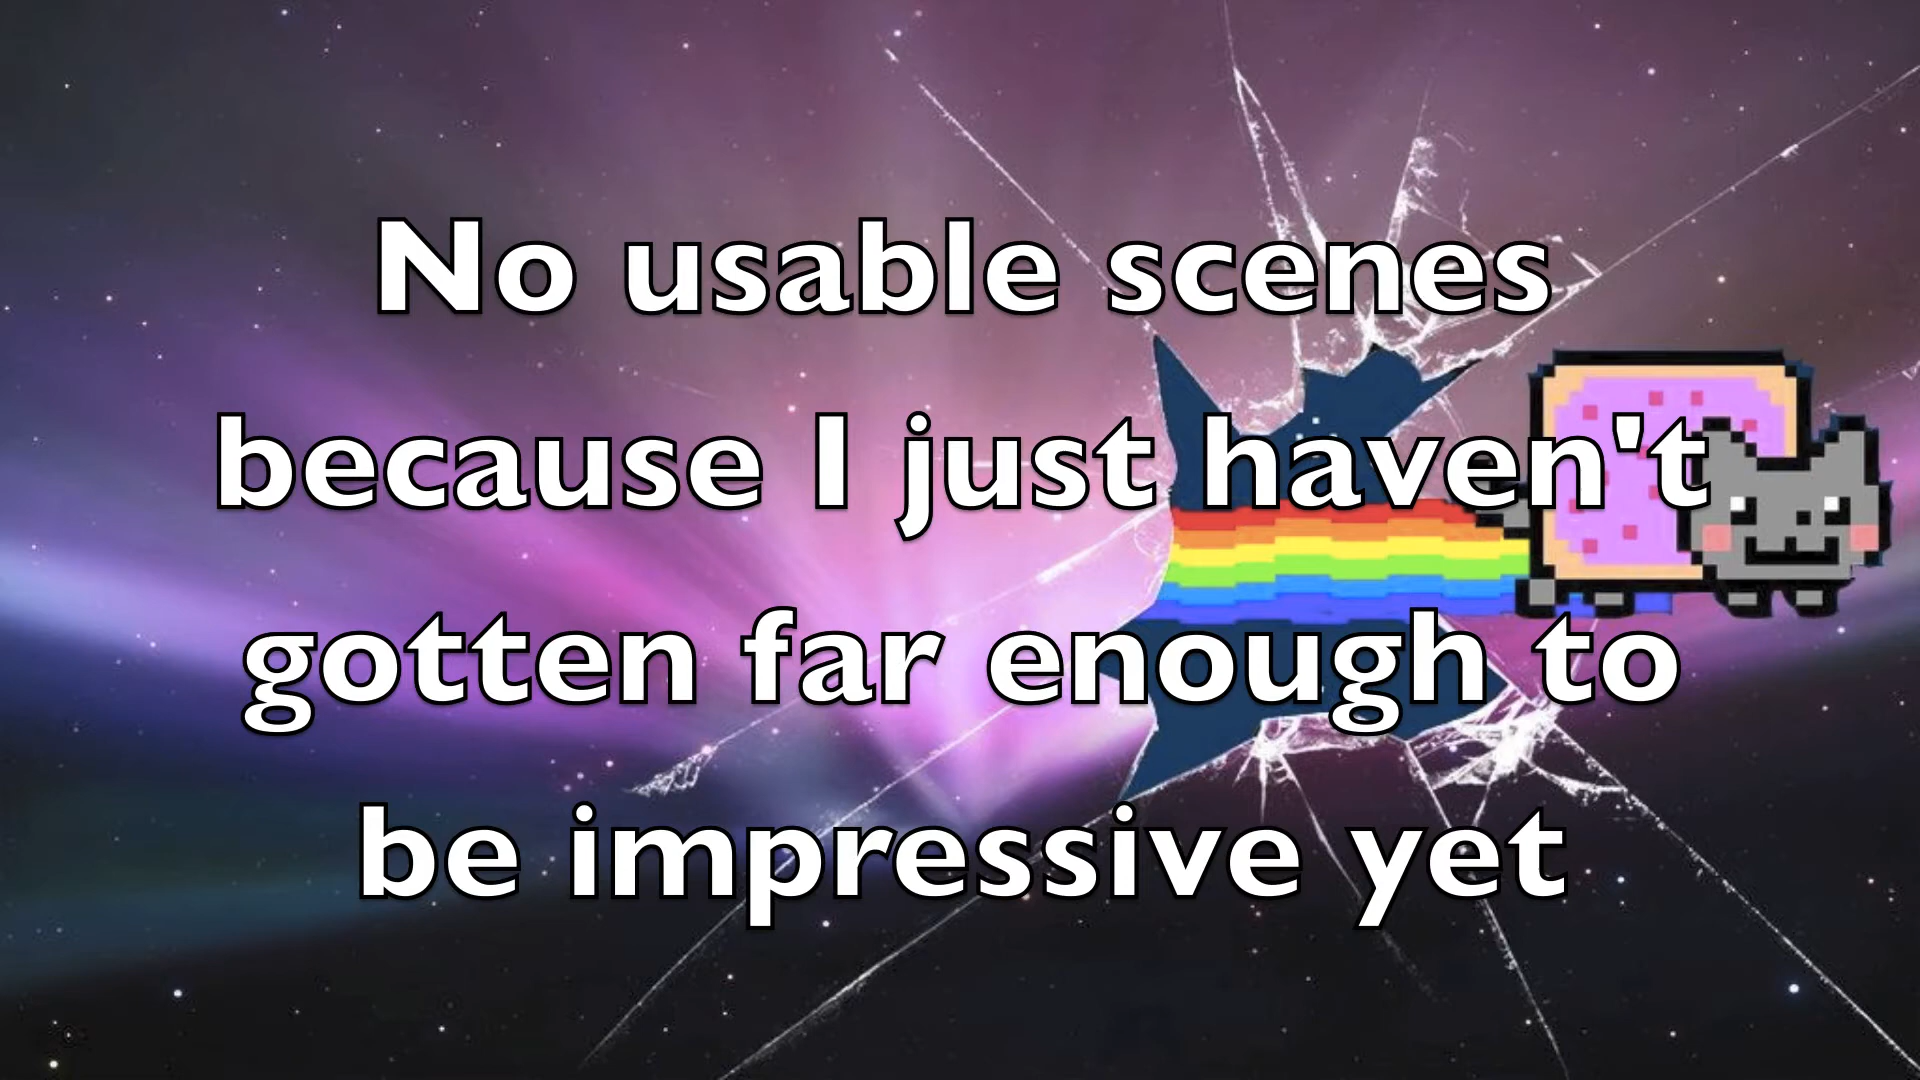 No usable scenes
because I just haven't
gotten far enough to
be impressive yet